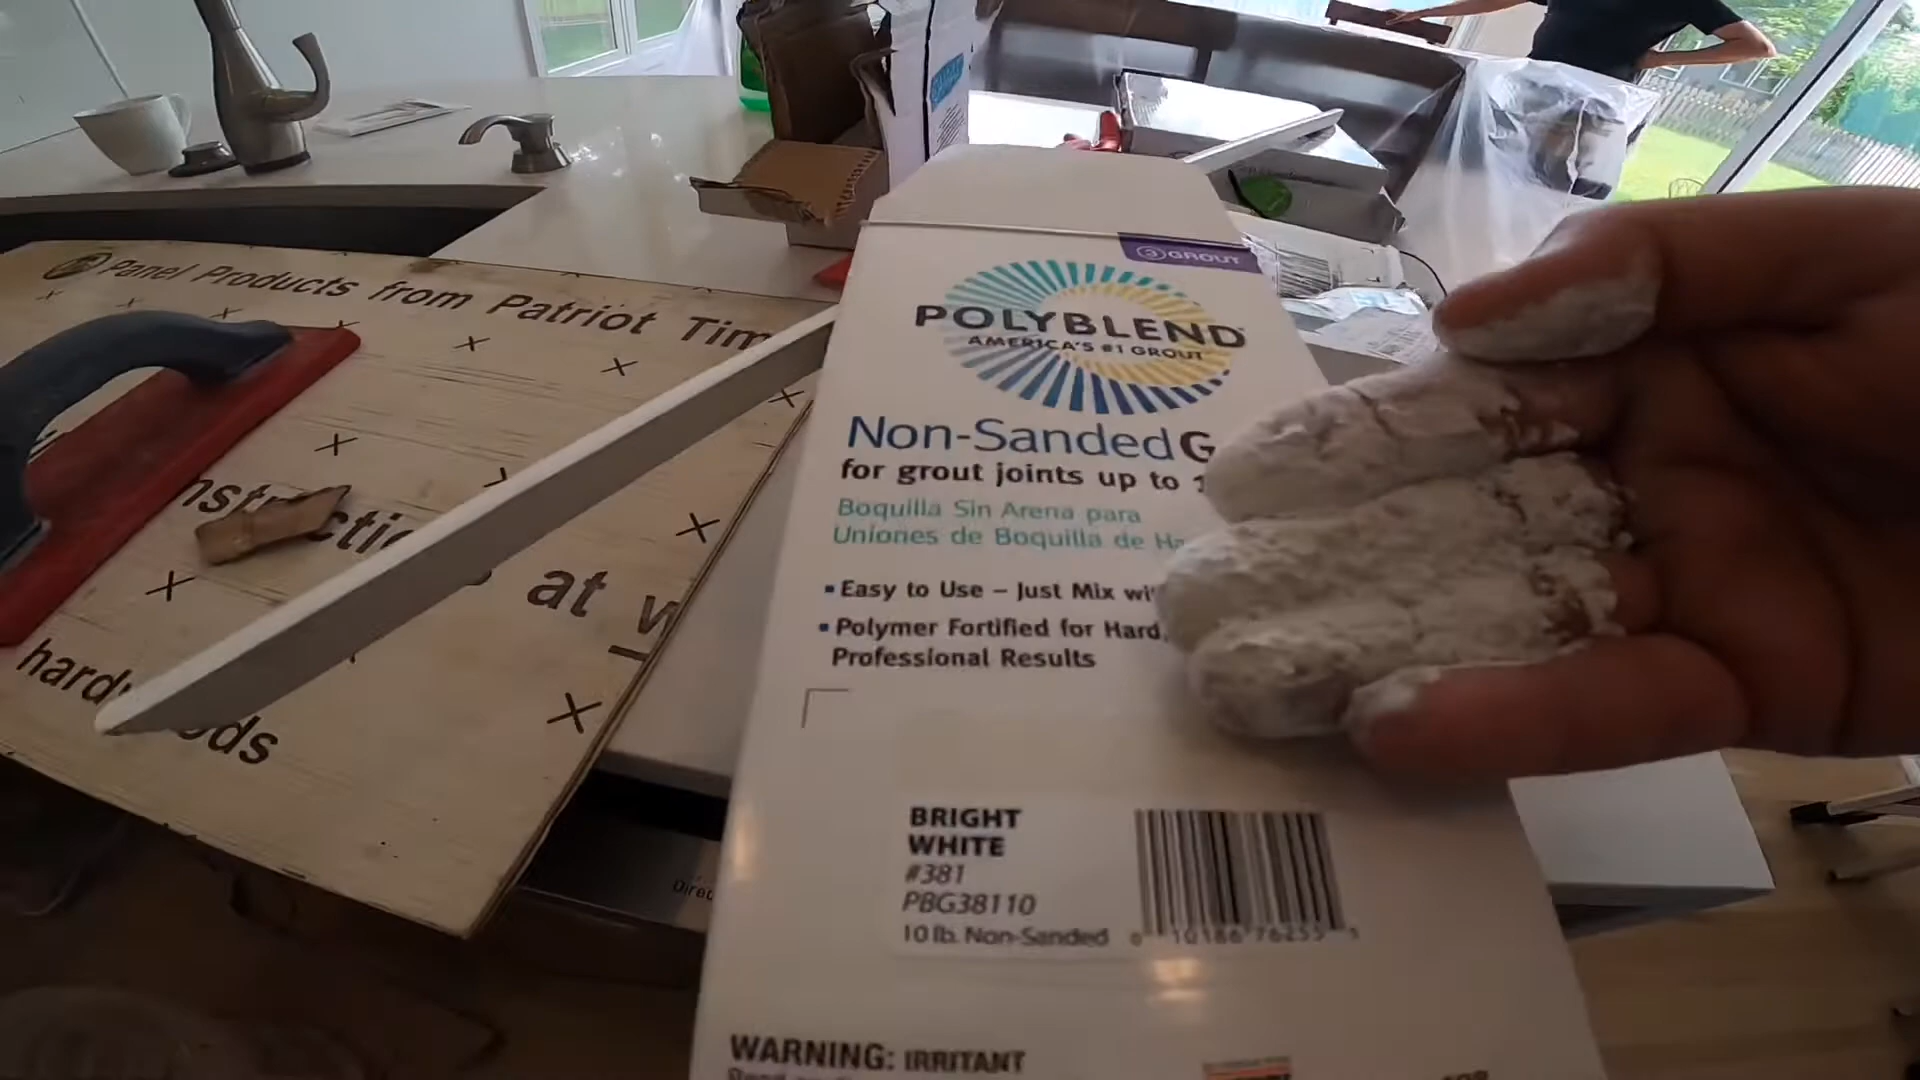 Panel Products from Patriot Tim
at
hard
GROUT
POLYBLEND
AMERICA'S #1 GROUT
Non-Sanded G
for grout joints up to
Boquilla Sin Arena para
Uniones de Boquilla de Ha
▪ Easy to Use – Just Mix wi
▪ Polymer Fortified for Hard,
Professional Results
BRIGHT
WHITE
#381
PBG38110
10 lb. Non-Sanded
WARNING: IRRITANT